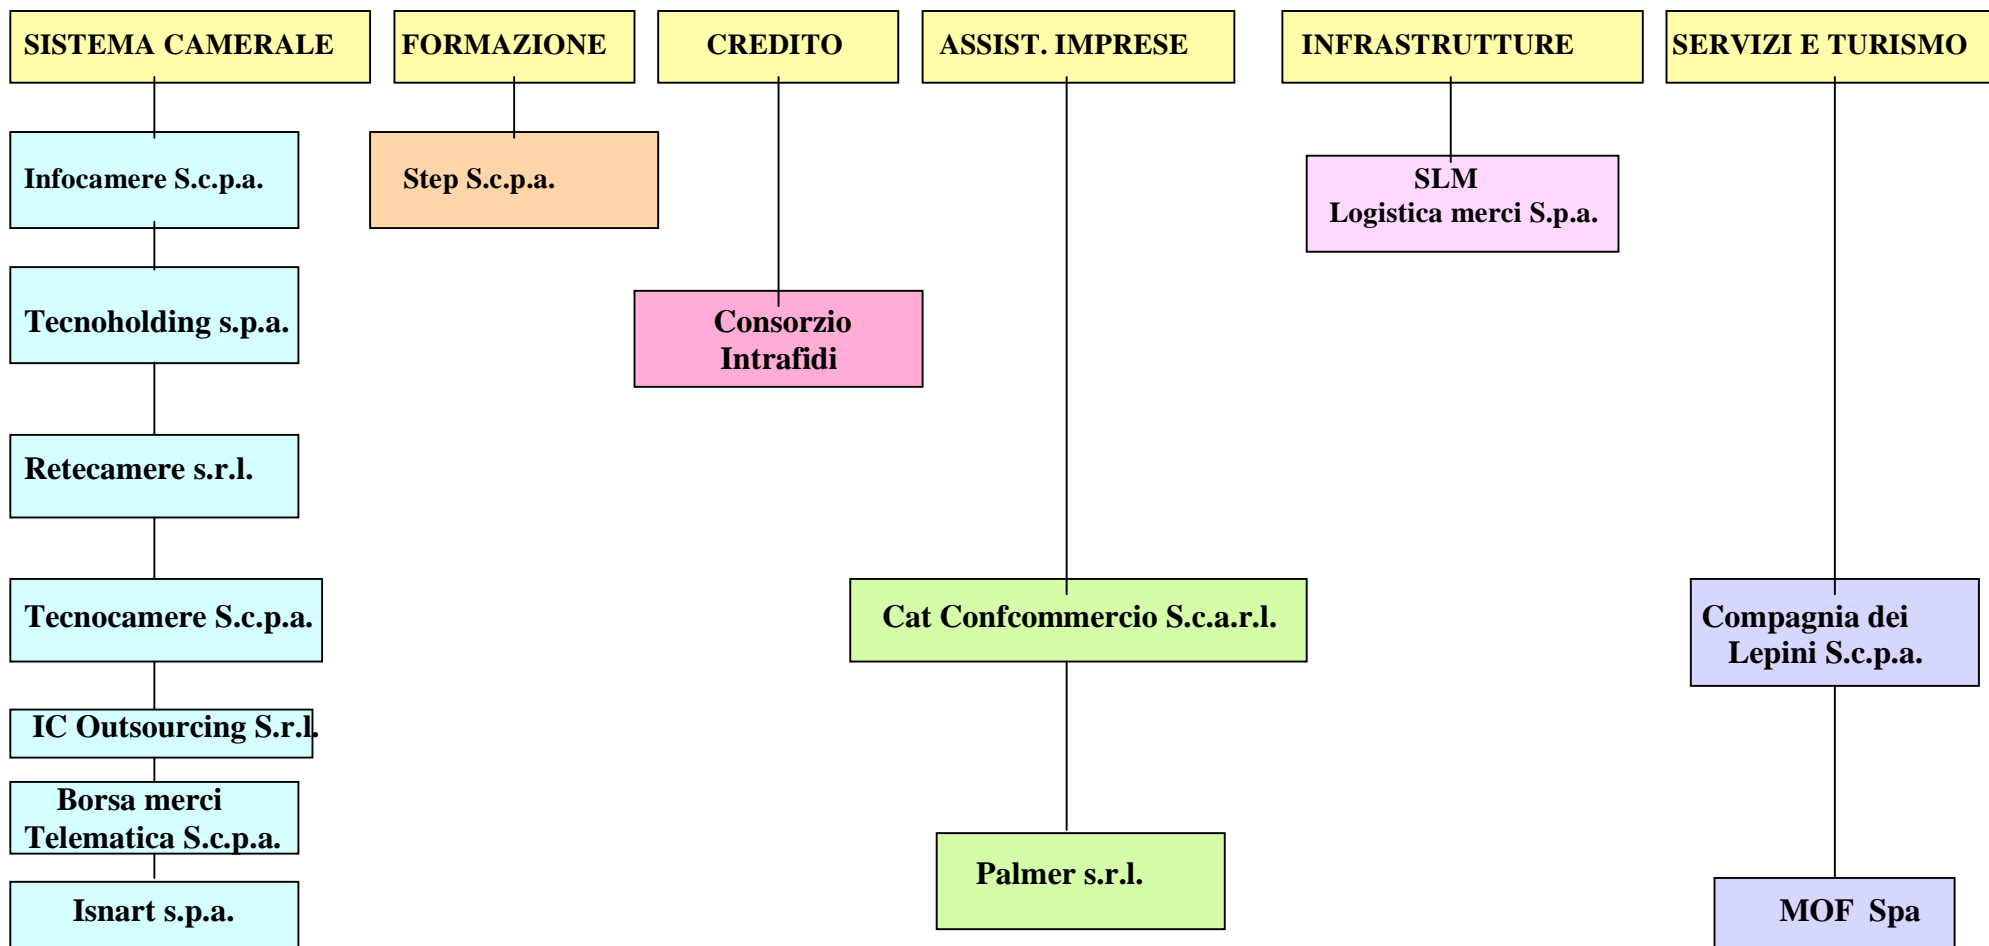 SISTEMA CAMERALE
FORMAZIONE
CREDITO
ASSIST. IMPRESE
INFRASTRUTTURE
SERVIZI E TURISMO
Infocamere S.c.p.a.
Step S.c.p.a.
SLM
Logistica merci S.p.a.
Tecnoholding s.p.a.
Consorzio
Intrafidi
Retecamere s.r.l.
Tecnocamere S.c.p.a.
Cat Confcommercio S.c.a.r.l.
Compagnia dei
Lepini S.c.p.a.
IC Outsourcing S.r.l.
Borsa merci
Telematica S.c.p.a.
Palmer s.r.l.
Isnart s.p.a.
MOF Spa